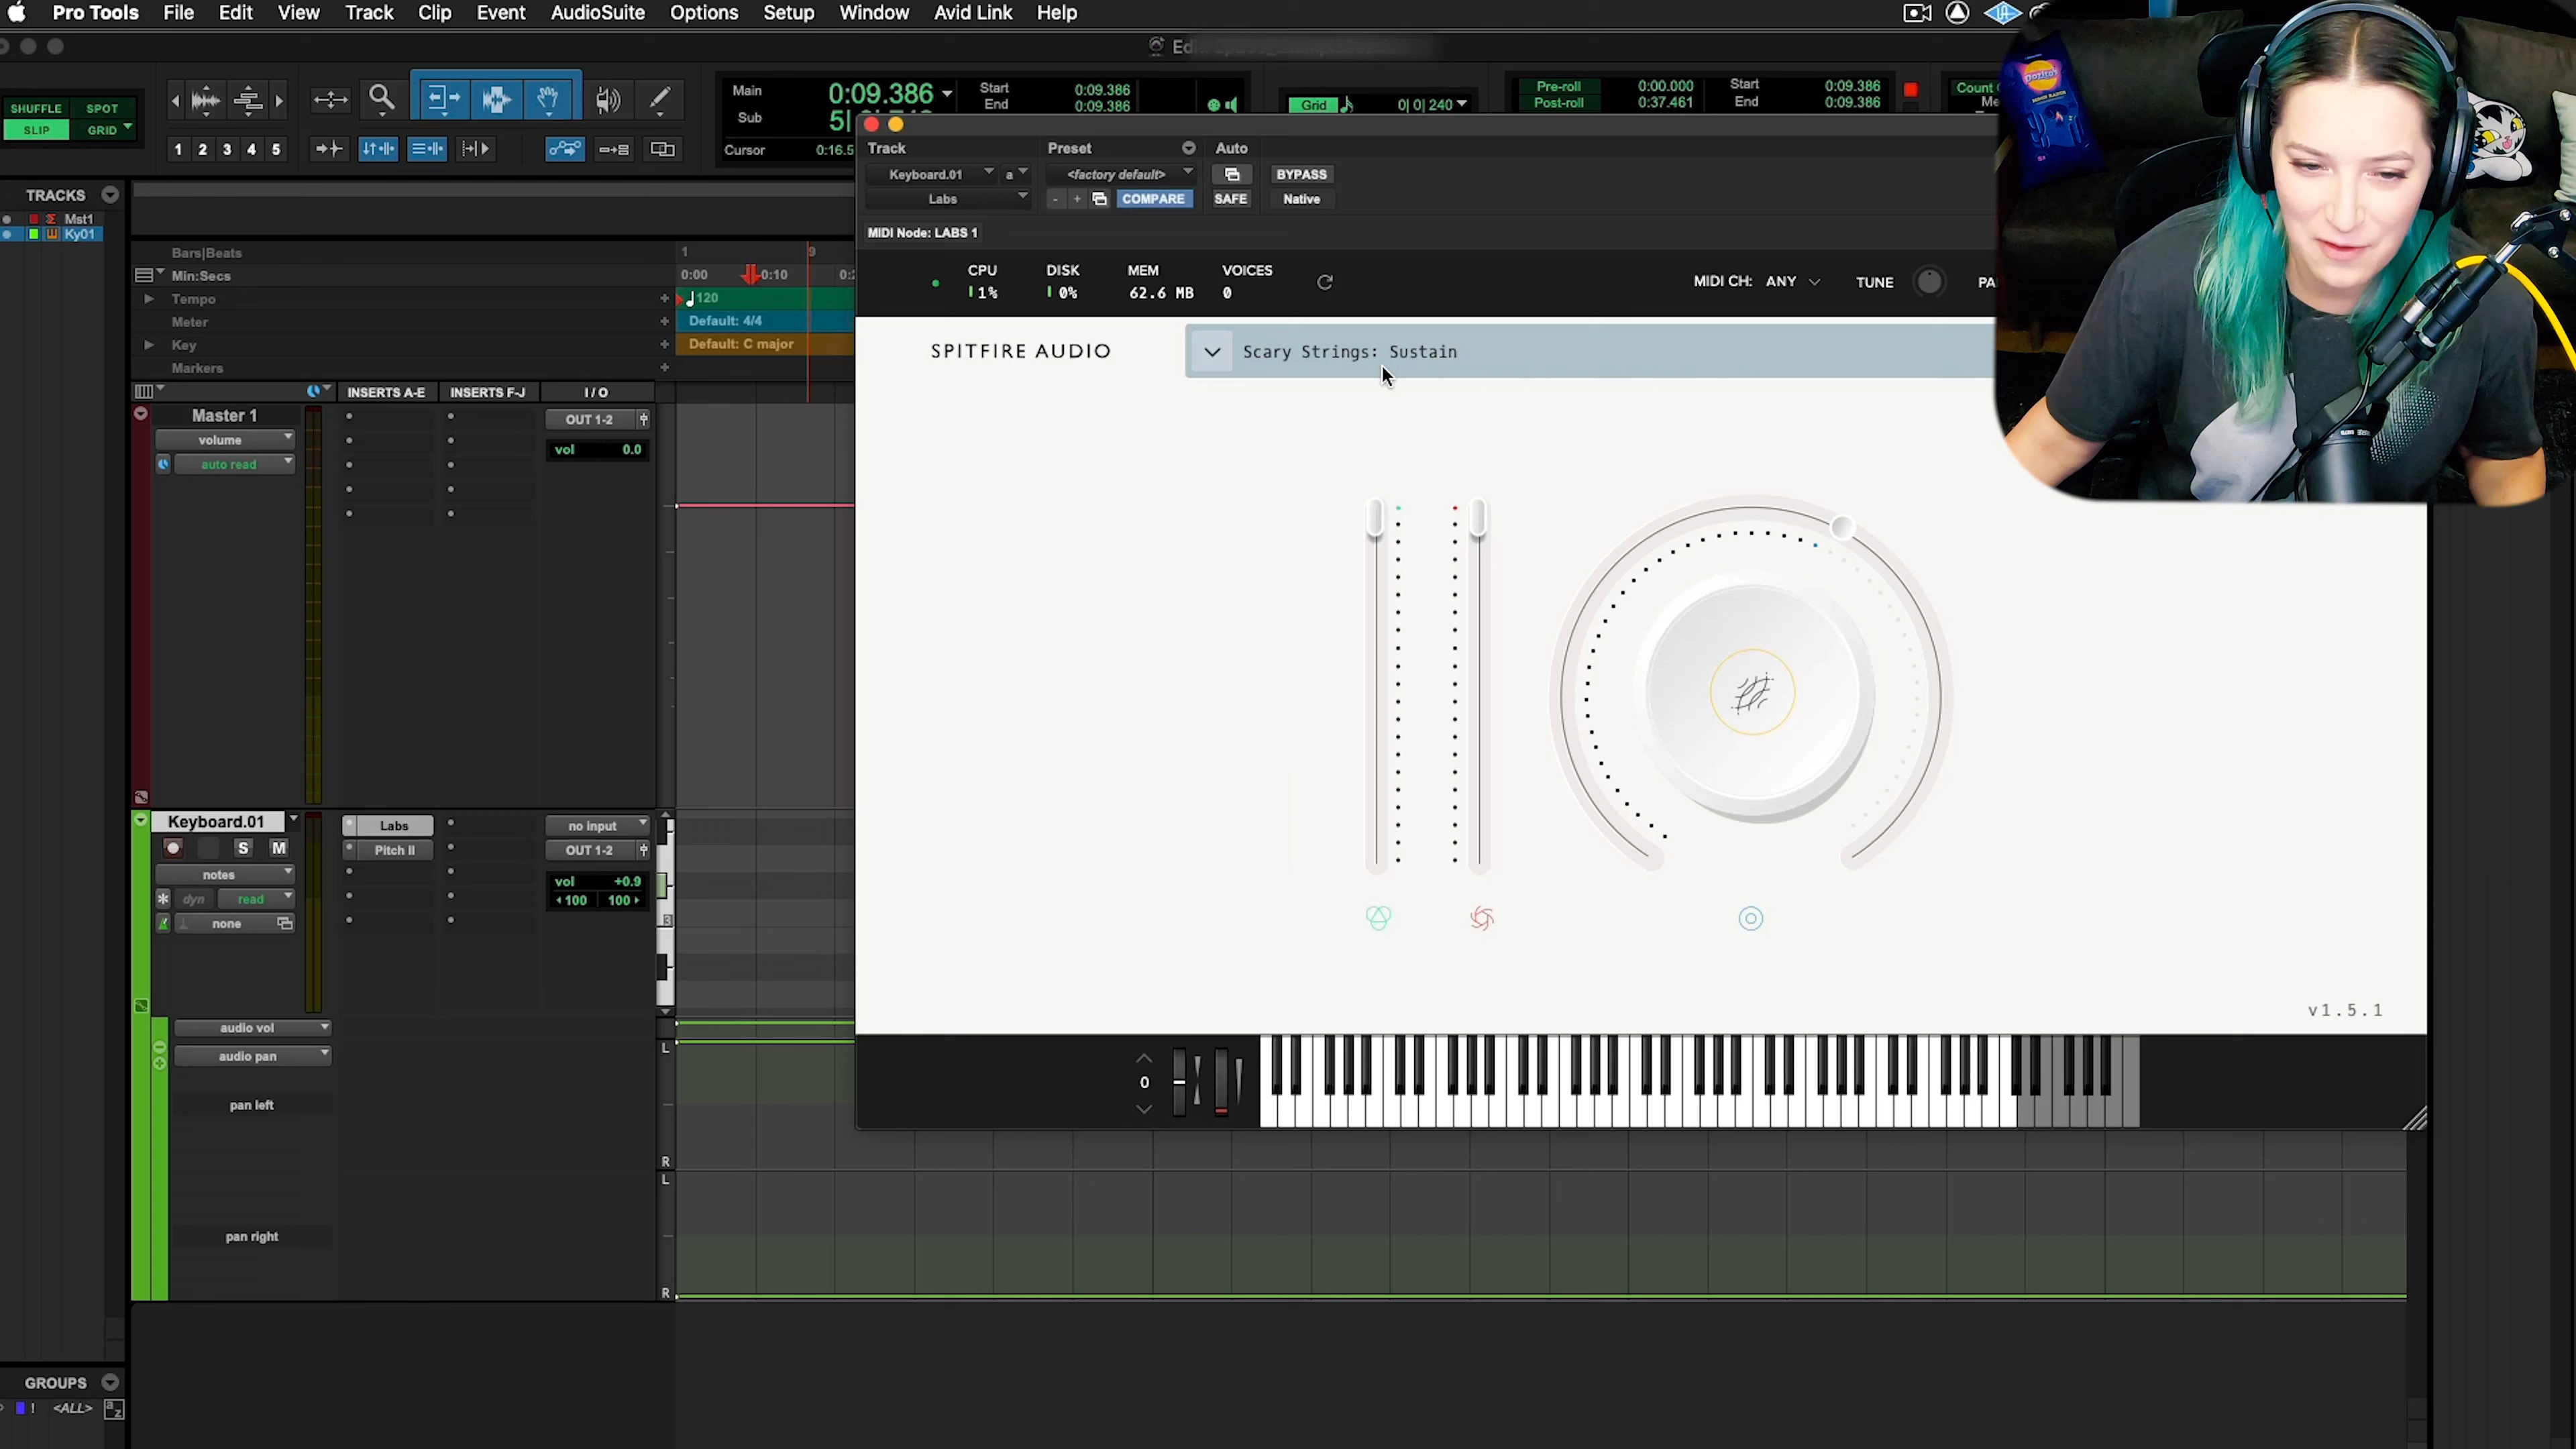 Pro Tools File Edit View Track Clip Event AudioSuite Options Setup Window Avid Link Help
SHUFFLE SPOT
SLIP GRID
1 2 3 4 5
Main 0:09.386
Sub
Cursor 0:16.5
Start 0:09.386
End 0:09.386
Grid 0| 0| 240
Pre-roll 0:00.000
Post-roll 0:37.461
Start 0:09.386
End 0:09.386
TRACKS
Mst1
Ky01
Track Preset Auto
Keyboard.01 a <factory default> BYPASS
Labs - + COMPARE SAFE Native
MIDI Node: LABS 1
CPU DISK MEM VOICES
1% 0% 62.6 MB 0
MIDI CH: ANY TUNE
SPITFIRE AUDIO
Scary Strings: Sustain
v1.5.1
0
Bars|Beats 1 9
Min:Secs 0:00 0:10
Tempo 120
Meter Default: 4/4
Key Default: C major
Markers
INSERTS A-E INSERTS F-J I / O
Master 1 OUT 1-2
volume
vol 0.0
auto read
Keyboard.01 Labs no input
S M Pitch II OUT 1-2
notes vol +0.9
dyn read 100 100
none
3
audio vol
audio pan L
pan left
R
L
pan right
R
GROUPS
! <ALL> a z